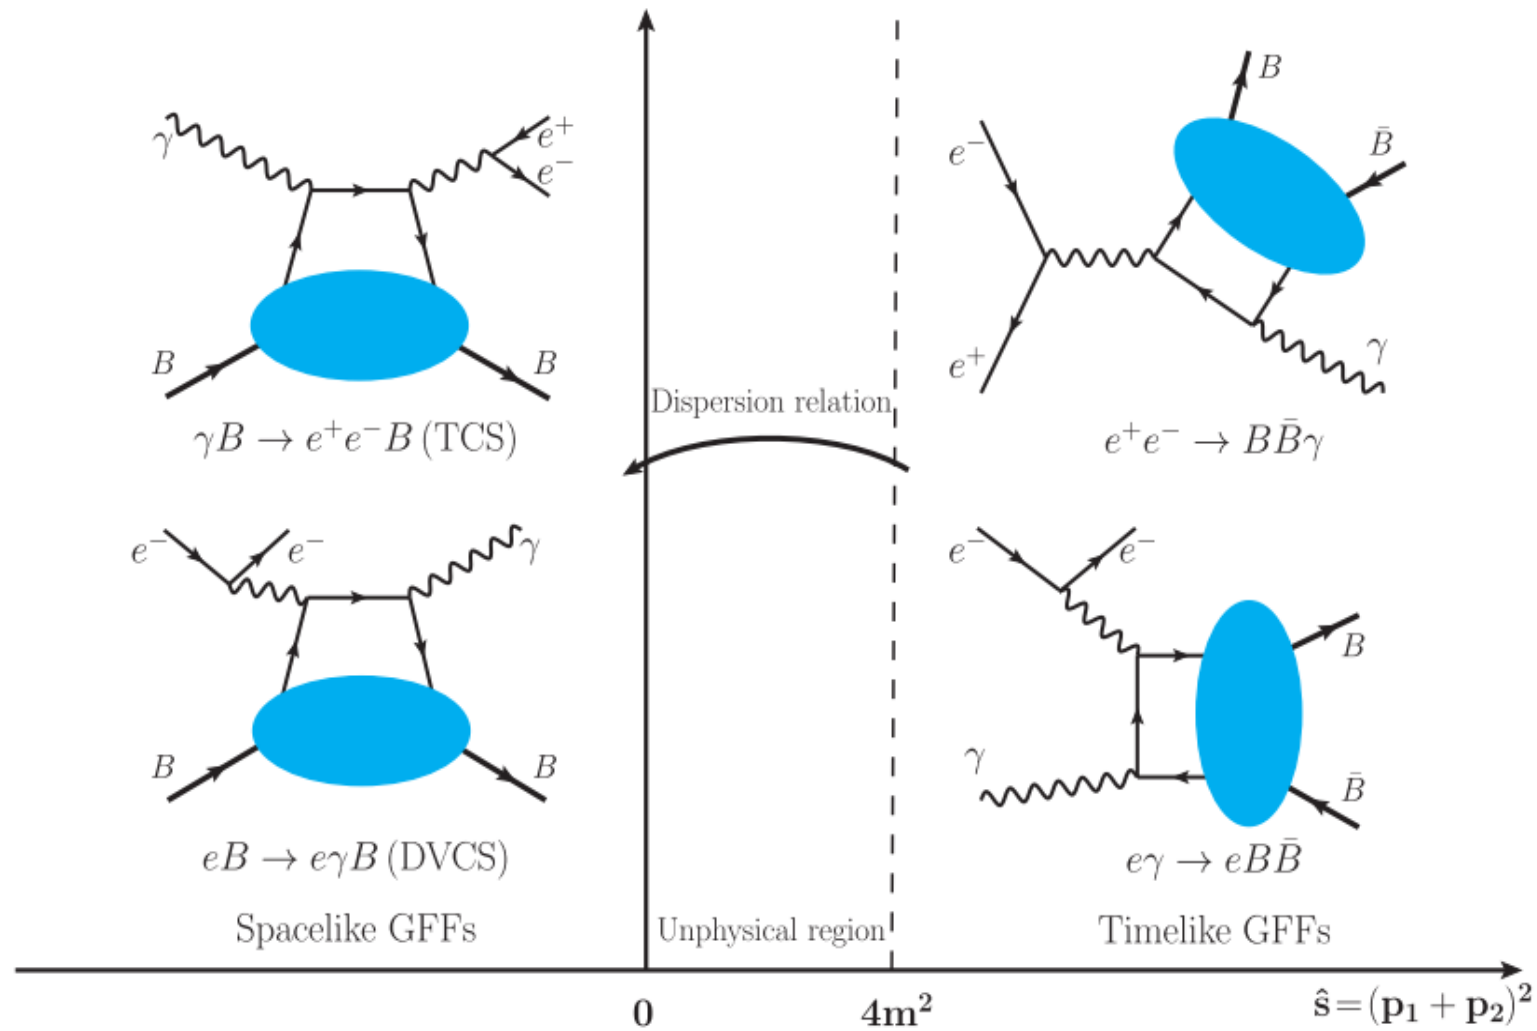 γ
e⁺
e⁻
B
B
γB → e⁺e⁻B (TCS)
e⁻
e⁺
B
B̄
γ
e⁺e⁻ → BB̄γ
Dispersion relation
e⁻
e⁻
γ
B
B
eB → eγB (DVCS)
Spacelike GFFs
Unphysical region
e⁻
e⁻
γ
B
B̄
eγ → eBB̄
Timelike GFFs
0
4m²
ŝ=(p₁ + p₂)²